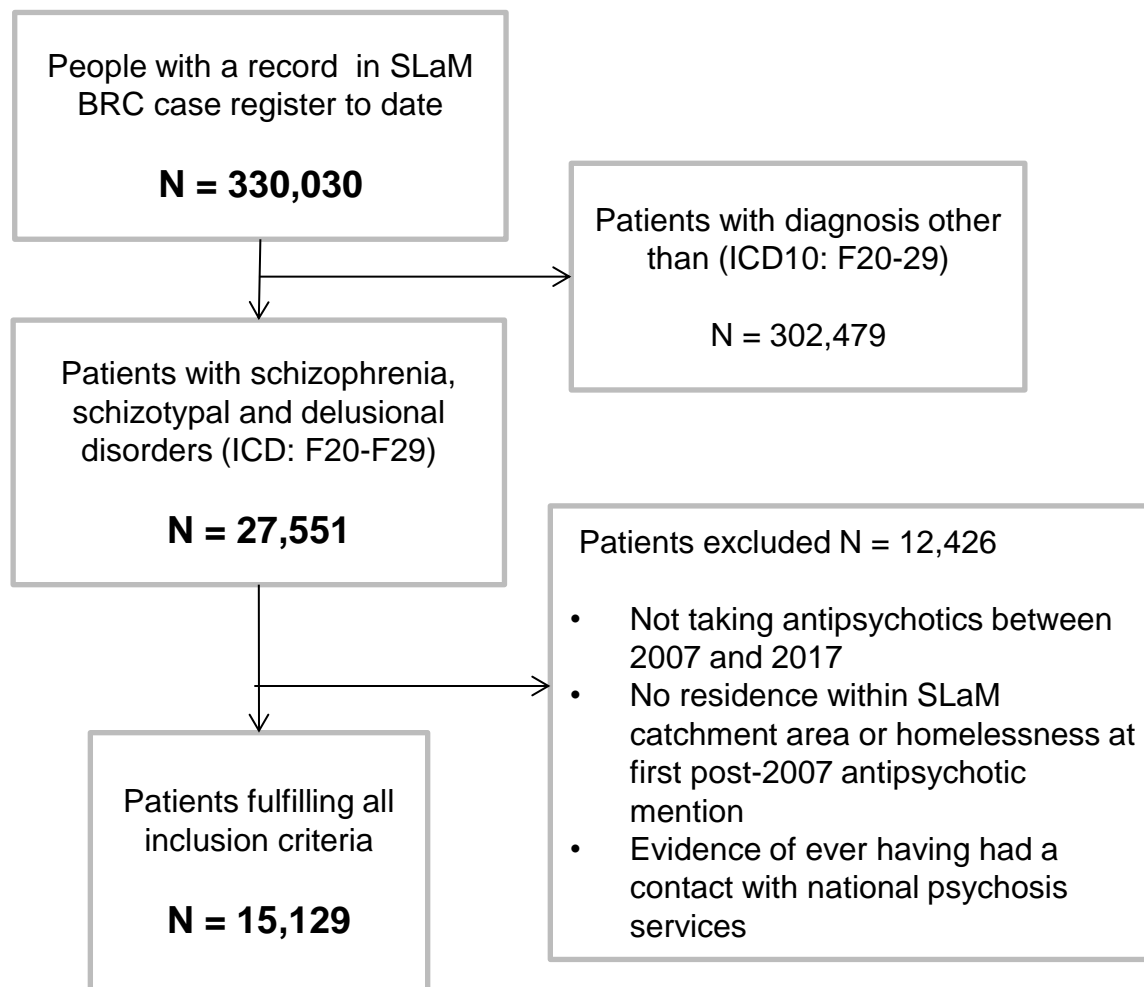 People with a record in SLaM
BRC case register to date
N = 330,030
Patients with diagnosis other
than (ICD10: F20-29)
N = 302,479
Patients with schizophrenia,
schizotypal and delusional
disorders (ICD: F20-F29)
N = 27,551
Patients excluded N = 12,426
• Not taking antipsychotics between
2007 and 2017
• No residence within SLaM
catchment area or homelessness at
first post-2007 antipsychotic
mention
• Evidence of ever having had a
contact with national psychosis
services
Patients fulfilling all
inclusion criteria
N = 15,129